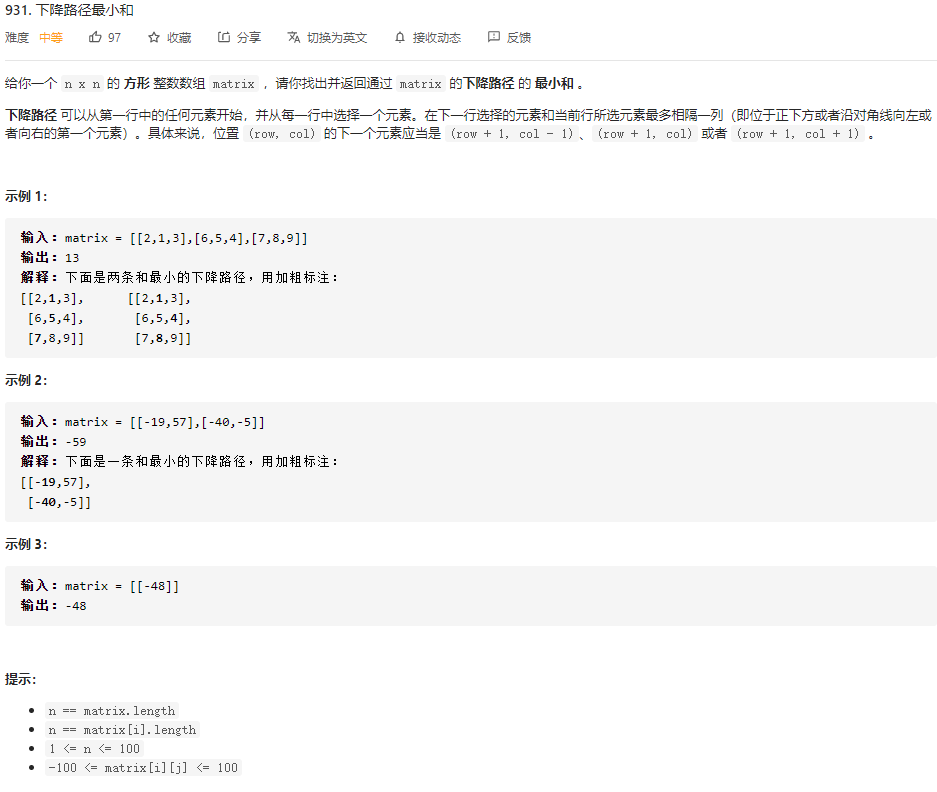 931. 下降路径最小和
难度 中等 97 收藏 分享 切换为英文 接收动态 反馈
给你一个 n x n 的 方形 整数数组 matrix ，请你找出并返回通过 matrix 的下降路径 的 最小和 。
下降路径 可以从第一行中的任何元素开始，并从每一行中选择一个元素。在下一行选择的元素和当前行所选元素最多相隔一列（即位于正下方或者沿对角线向左或
者向右的第一个元素）。具体来说，位置 (row, col) 的下一个元素应当是 (row + 1, col - 1)、(row + 1, col) 或者 (row + 1, col + 1) 。
示例 1：
输入：matrix = [[2,1,3],[6,5,4],[7,8,9]]
输出：13
解释：下面是两条和最小的下降路径，用加粗标注：
[[2,1,3],      [[2,1,3],
 [6,5,4],       [6,5,4],
 [7,8,9]]       [7,8,9]]
示例 2：
输入：matrix = [[-19,57],[-40,-5]]
输出：-59
解释：下面是一条和最小的下降路径，用加粗标注：
[[-19,57],
 [-40,-5]]
示例 3：
输入：matrix = [[-48]]
输出：-48
提示：
n == matrix.length
n == matrix[i].length
1 <= n <= 100
-100 <= matrix[i][j] <= 100